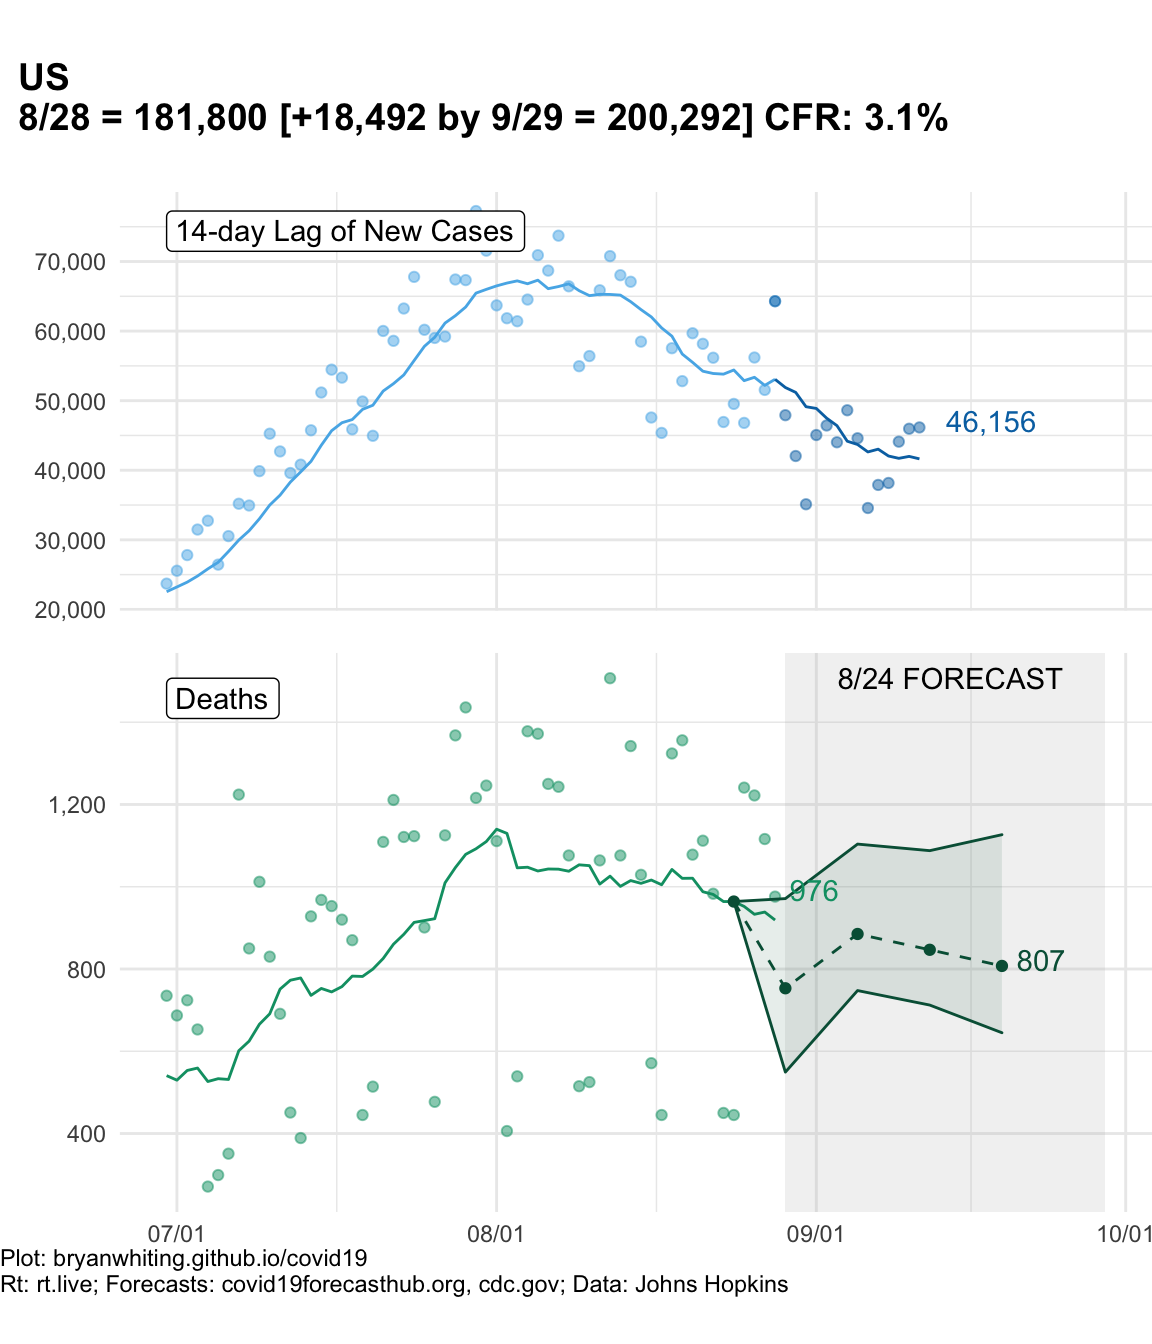 US
8/28 = 181,800 [+18,492 by 9/29 = 200,292] CFR: 3.1%
14-day Lag of New Cases
70,000
60,000
50,000
46,156
40,000
30,000
20,000
8/24 FORECAST
Deaths
1,200
976
807
800
400
07/01
08/01
09/01
10/01
Plot: bryanwhiting.github.io/covid19
Rt: rt.live; Forecasts: covid19forecasthub.org, cdc.gov; Data: Johns Hopkins